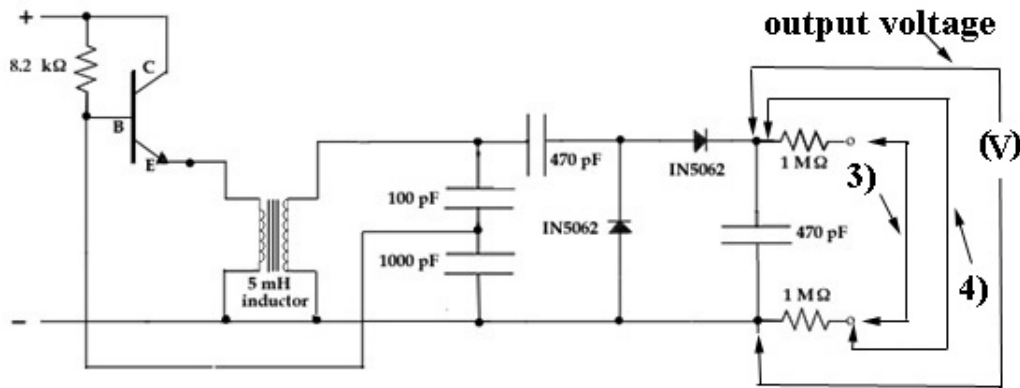 output voltage
+
8.2 kΩ
C
B
E
470 pF
IN5062
1 MΩ
(V)
3)
100 pF
IN5062
470 pF
1000 pF
4)
5 mH
inductor
1 MΩ
−